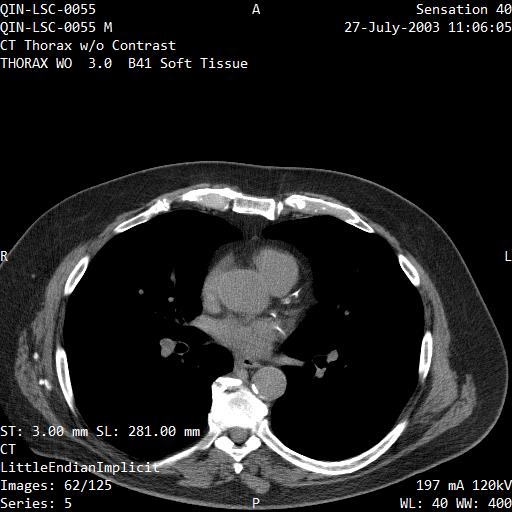 QIN-LSC-0055
A
Sensation 40
QIN-LSC-0055 M
27-July-2003 11:06:05
CT Thorax w/o Contrast
THORAX WO 3.0 B41 Soft Tissue
R
L
ST: 3.00 mm SL: 281.00 mm
CT
LittleEndianImplicit
Images: 62/125
197 mA 120kV
Series: 5
P
WL: 40 WW: 400